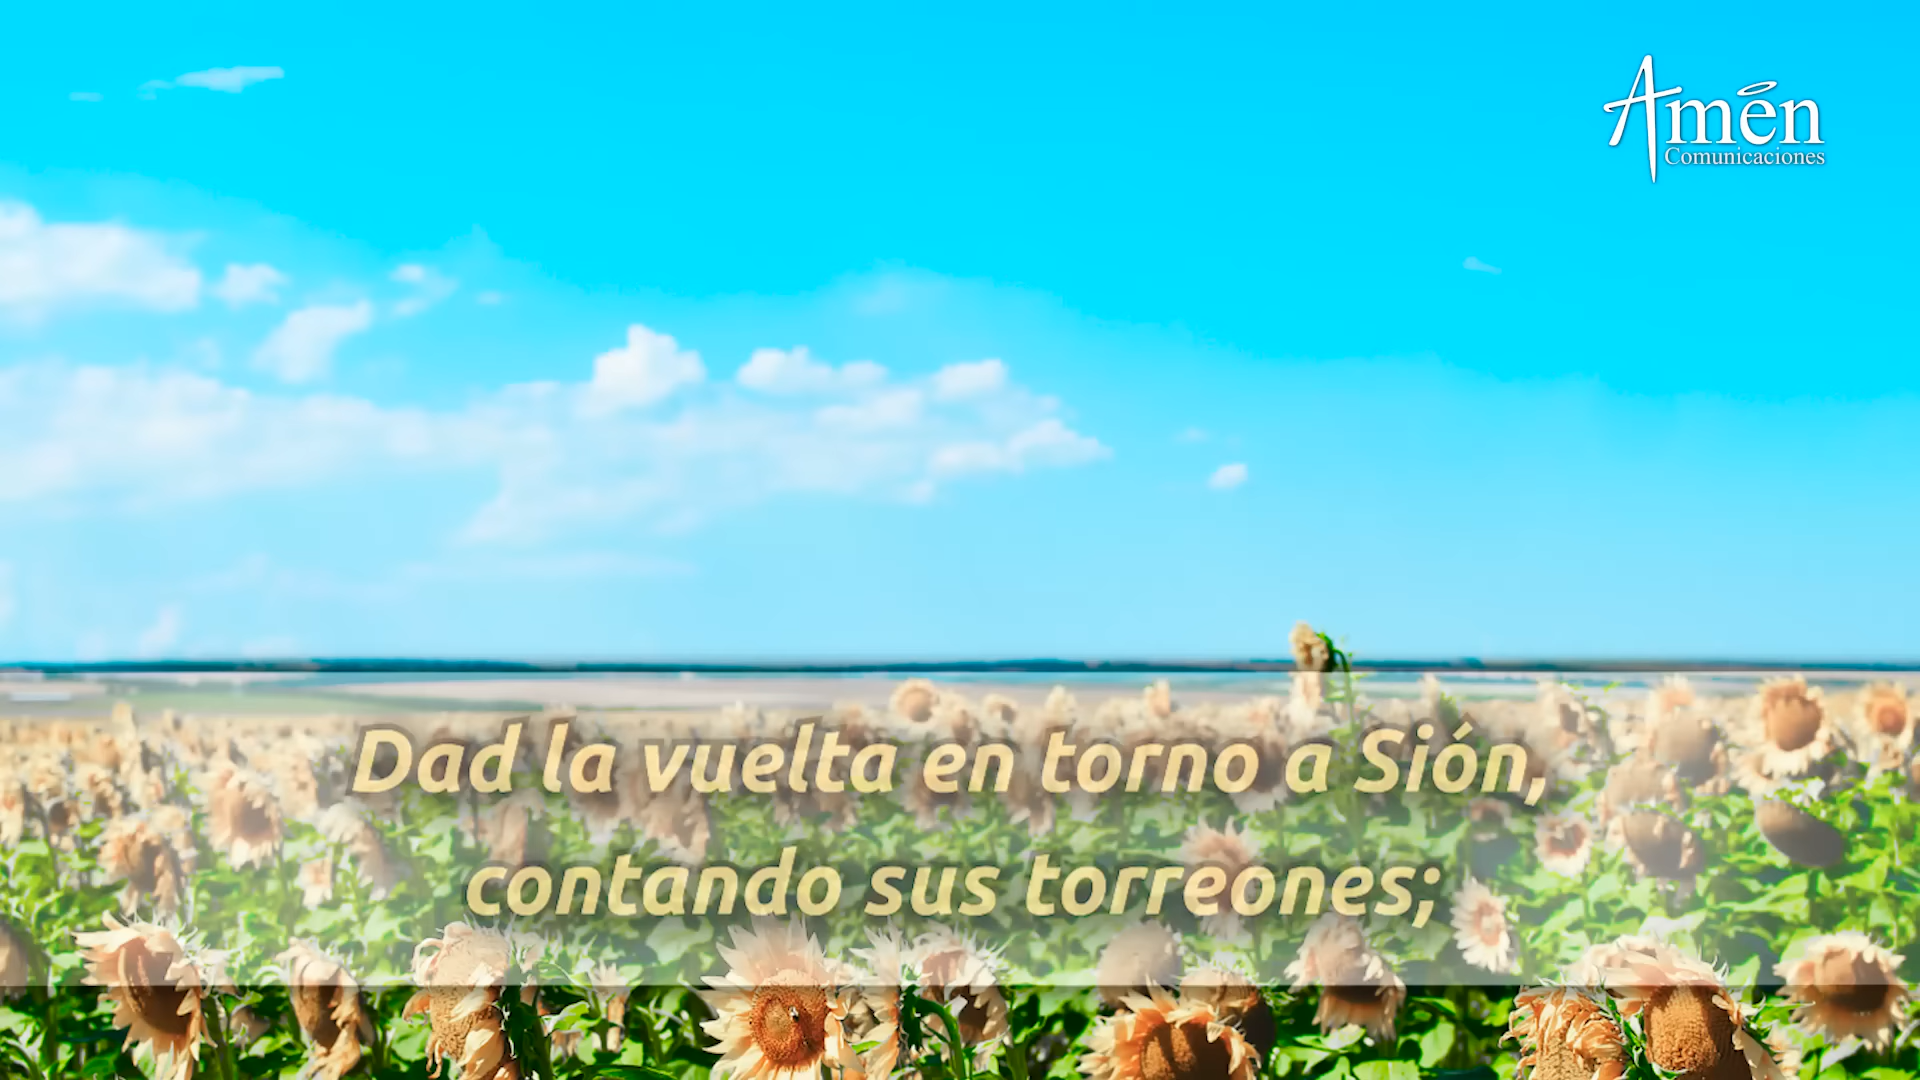 Amén
Comunicaciones
Dad la vuelta en torno a Sión,
contando sus torreones;